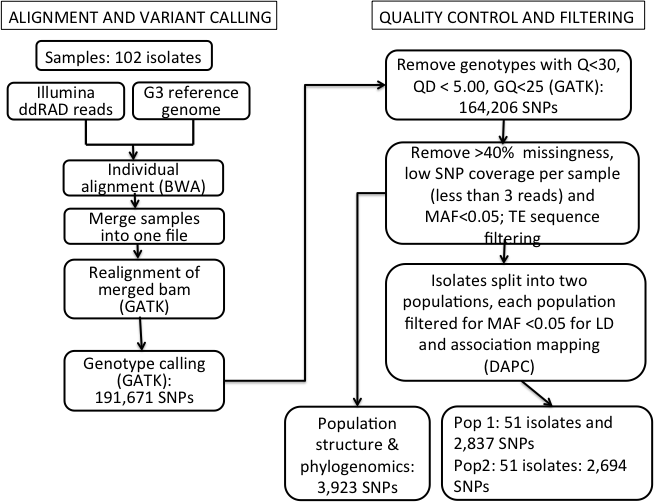 ALIGNMENT AND VARIANT CALLING
Samples: 102 isolates
Illumina
ddRAD reads
G3 reference
genome
Individual
alignment (BWA)
Merge samples
into one file
Realignment of
merged bam
(GATK)
Genotype calling
(GATK):
191,671 SNPs
QUALITY CONTROL AND FILTERING
Remove genotypes with Q<30,
QD < 5.00, GQ<25 (GATK):
164,206 SNPs
Remove >40% missingness,
low SNP coverage per sample
(less than 3 reads) and
MAF<0.05; TE sequence
filtering
Isolates split into two
populations, each population
filtered for MAF <0.05 for LD
and association mapping
(DAPC)
Population
structure &
phylogenomics:
3,923 SNPs
Pop 1: 51 isolates and
2,837 SNPs
Pop2: 51 isolates: 2,694
SNPs